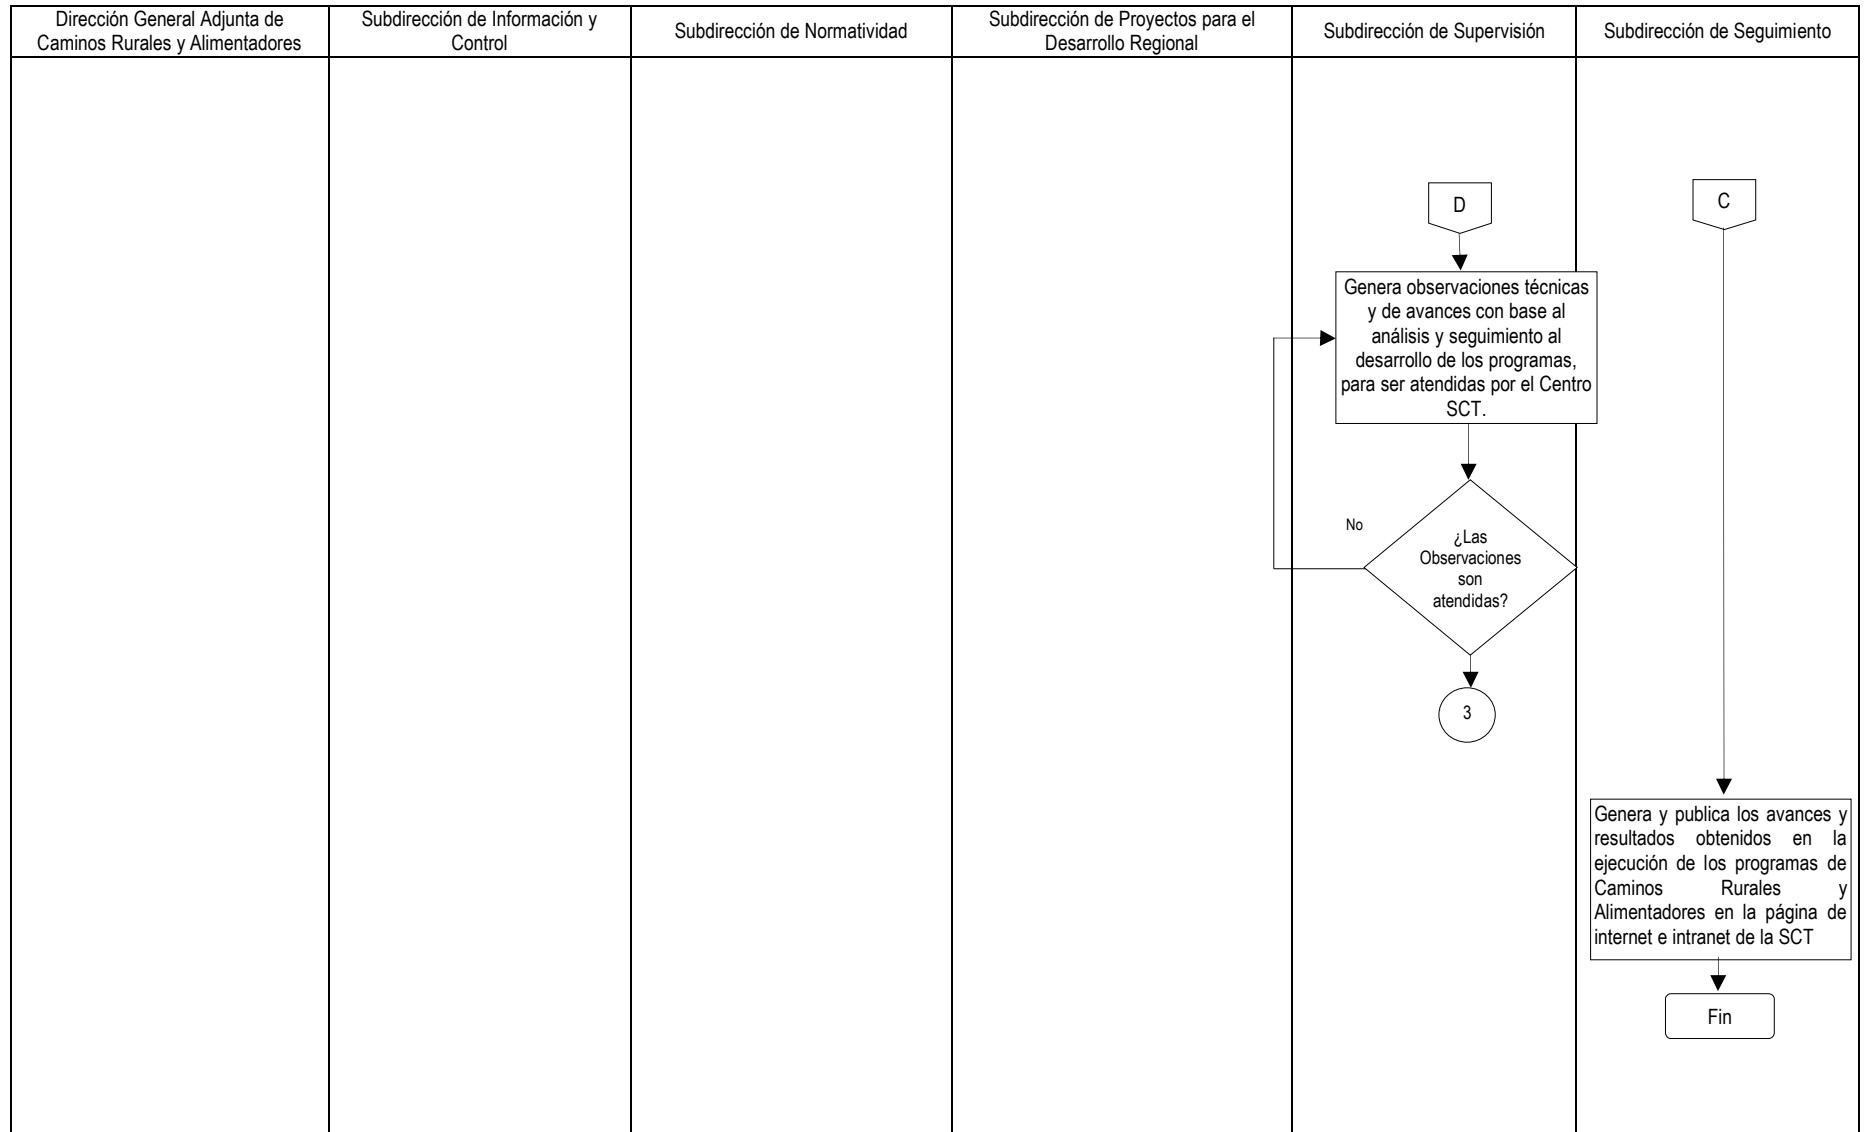 Dirección General Adjunta de
Caminos Rurales y Alimentadores
Subdirección de Información y
Control
Subdirección de Normatividad
Subdirección de Proyectos para el
Desarrollo Regional
Subdirección de Supervisión
Subdirección de Seguimiento
D
C
Genera observaciones técnicas
y de avances con base al
análisis y seguimiento al
desarrollo de los programas,
para ser atendidas por el Centro
SCT.
No
¿Las
Observaciones
son
atendidas?
3
Genera y publica los avances y
resultados obtenidos en la
ejecución de los programas de
Caminos Rurales y
Alimentadores en la página de
internet e intranet de la SCT
Fin